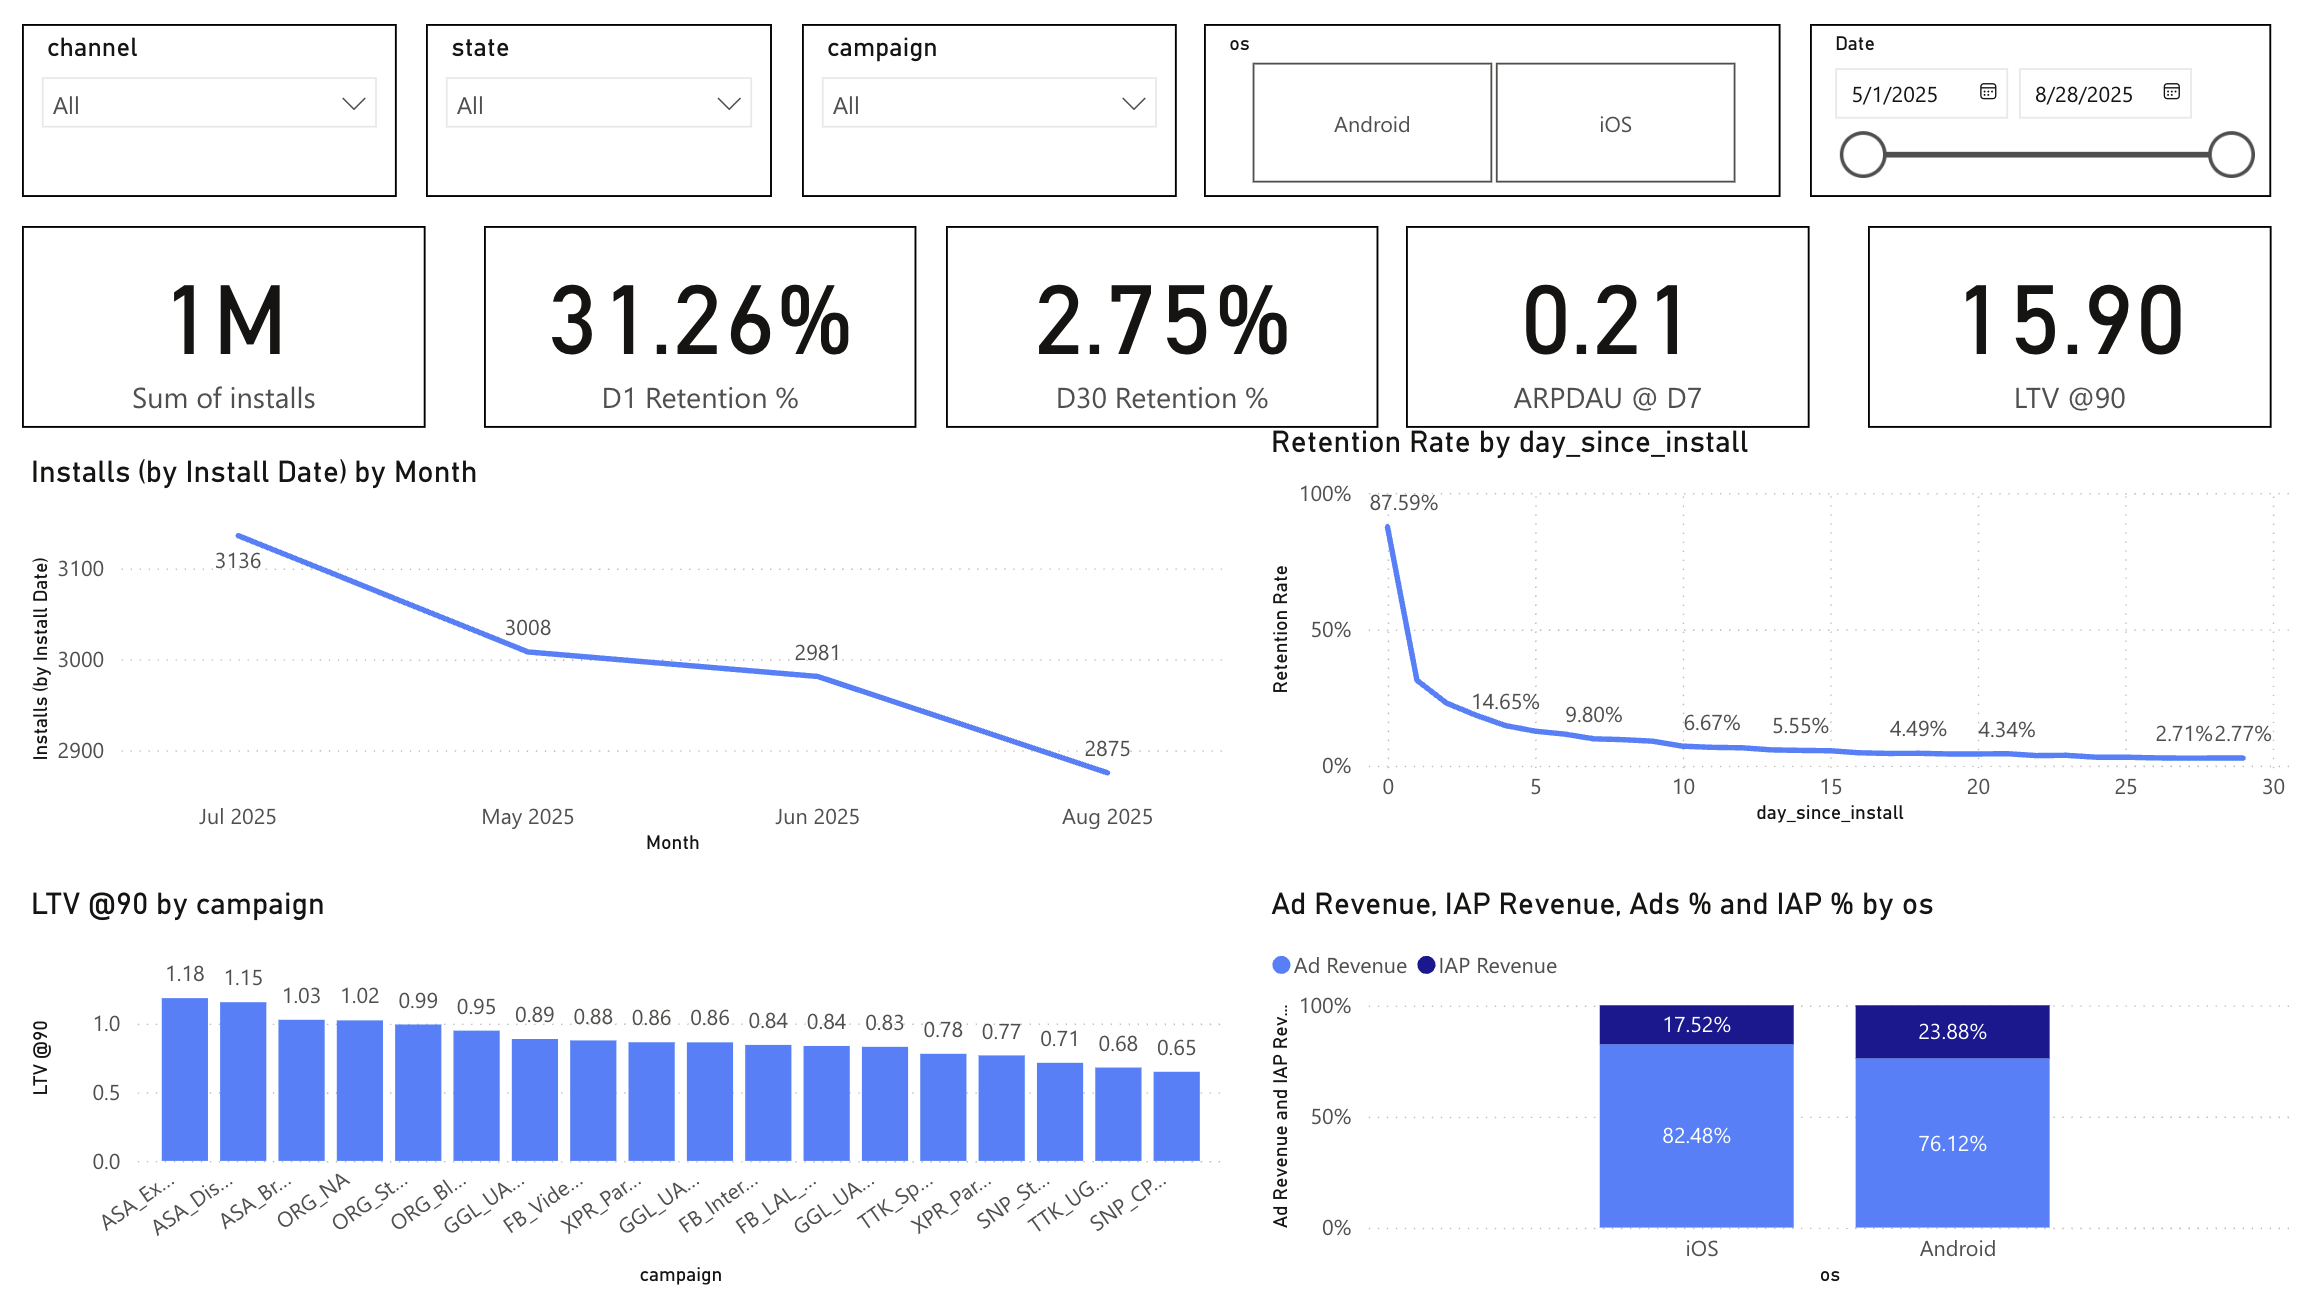 channel
All
state
All
campaign
All
os
Android
iOS
Date
5/1/2025
8/28/2025
1M
Sum of installs
31.26%
D1 Retention %
2.75%
D30 Retention %
0.21
ARPDAU @ D7
15.90
LTV @90
Installs (by Install Date) by Month
Installs (by Install Date)
3100
3000
2900
3136
3008
2981
2875
Jul 2025
May 2025
Jun 2025
Aug 2025
Month
Retention Rate by day_since_install
Retention Rate
100%
50%
0%
87.59%
14.65%
9.80%
6.67%
5.55%
4.49%
4.34%
2.71%
2.77%
0
5
10
15
20
25
30
day_since_install
LTV @90 by campaign
LTV @90
1.0
0.5
0.0
1.18
1.15
1.03
1.02
0.99
0.95
0.89
0.88
0.86
0.86
0.84
0.84
0.83
0.78
0.77
0.71
0.68
0.65
ASA_Ex...
ASA_Dis...
ASA_Br...
ORG_NA
ORG_St...
ORG_Bl...
GGL_UA...
FB_Vide...
XPR_Par...
GGL_UA...
FB_Inter...
FB_LAL_...
GGL_UA...
TTK_Sp...
XPR_Par...
SNP_St...
TTK_UG...
SNP_CP...
campaign
Ad Revenue, IAP Revenue, Ads % and IAP % by os
Ad Revenue
IAP Revenue
Ad Revenue and IAP Rev...
100%
50%
0%
17.52%
82.48%
23.88%
76.12%
iOS
Android
os